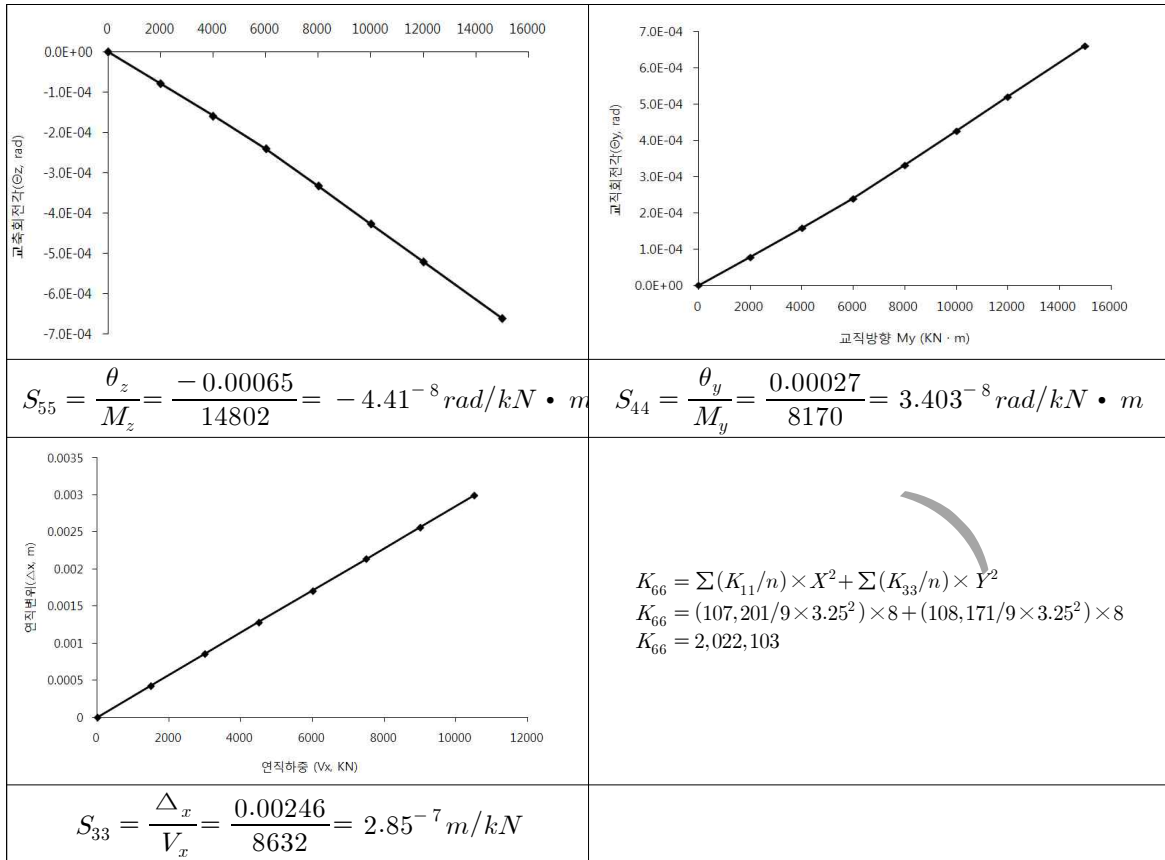 0 2000 4000 6000 8000 10000 12000 14000 16000
0.0E+00
-1.0E-04
-2.0E-04
-3.0E-04
-4.0E-04
-5.0E-04
-6.0E-04
-7.0E-04
교축회전각(Θz, rad)
7.0E-04
6.0E-04
5.0E-04
4.0E-04
3.0E-04
2.0E-04
1.0E-04
0.0E+00
교직회전각(Θy, rad)
0 2000 4000 6000 8000 10000 12000 14000 16000
교직방향 My (KN · m)
S₅₅ = θ_z/M_z = −0.00065/14802 = −4.41⁻⁸ rad/kN • m
S₄₄ = θ_y/M_y = 0.00027/8170 = 3.403⁻⁸ rad/kN • m
0.0035
0.003
0.0025
0.002
0.0015
0.001
0.0005
0
연직변위(△x, m)
0 2000 4000 6000 8000 10000 12000
연직하중 (Vx, KN)
K₆₆ = ∑(K₁₁/n) × X² + ∑(K₃₃/n) × Y²
K₆₆ = (107,201/9 × 3.25²) × 8 + (108,171/9 × 3.25²) × 8
K₆₆ = 2,022,103
S₃₃ = △_x/V_x = 0.00246/8632 = 2.85⁻⁷ m/kN